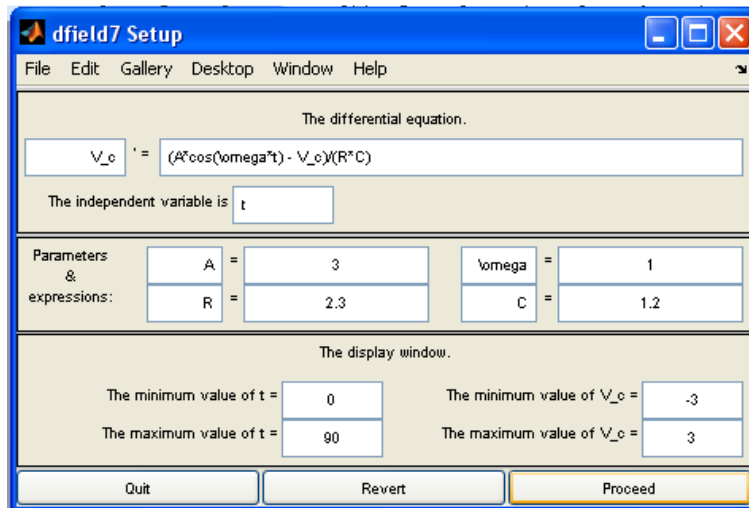 dfield7 Setup
File Edit Gallery Desktop Window Help
The differential equation.
V_c ' = (A*cos(\omega*t) - V_c)/(R*C)
The independent variable is t
Parameters & expressions:
A = 3 \omega = 1
R = 2.3 C = 1.2
The display window.
The minimum value of t = 0 The minimum value of V_c = -3
The maximum value of t = 90 The maximum value of V_c = 3
Quit Revert Proceed